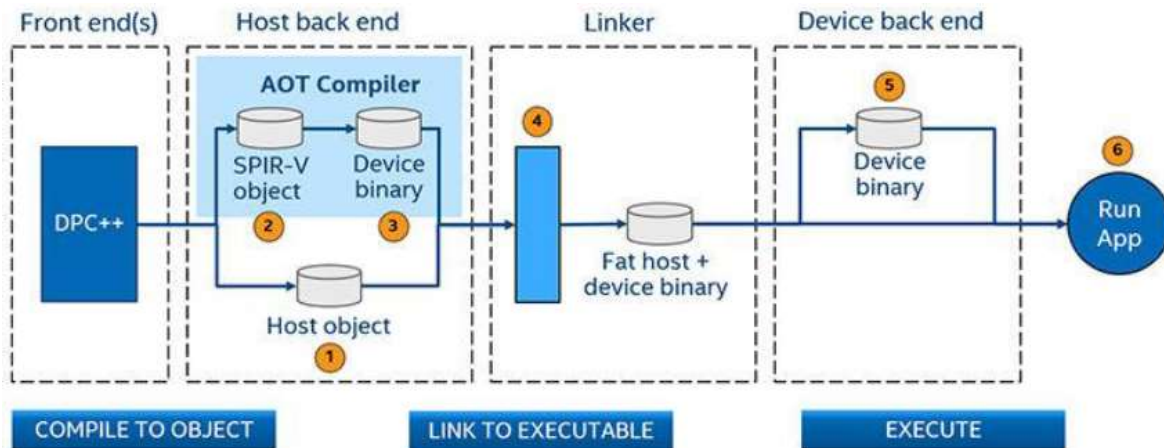 Front end(s)
Host back end
Linker
Device back end
AOT Compiler
DPC++
SPIR-V
object
2
Device
binary
3
Host object
1
4
Fat host +
device binary
5
Device
binary
6
Run
App
COMPILE TO OBJECT
LINK TO EXECUTABLE
EXECUTE